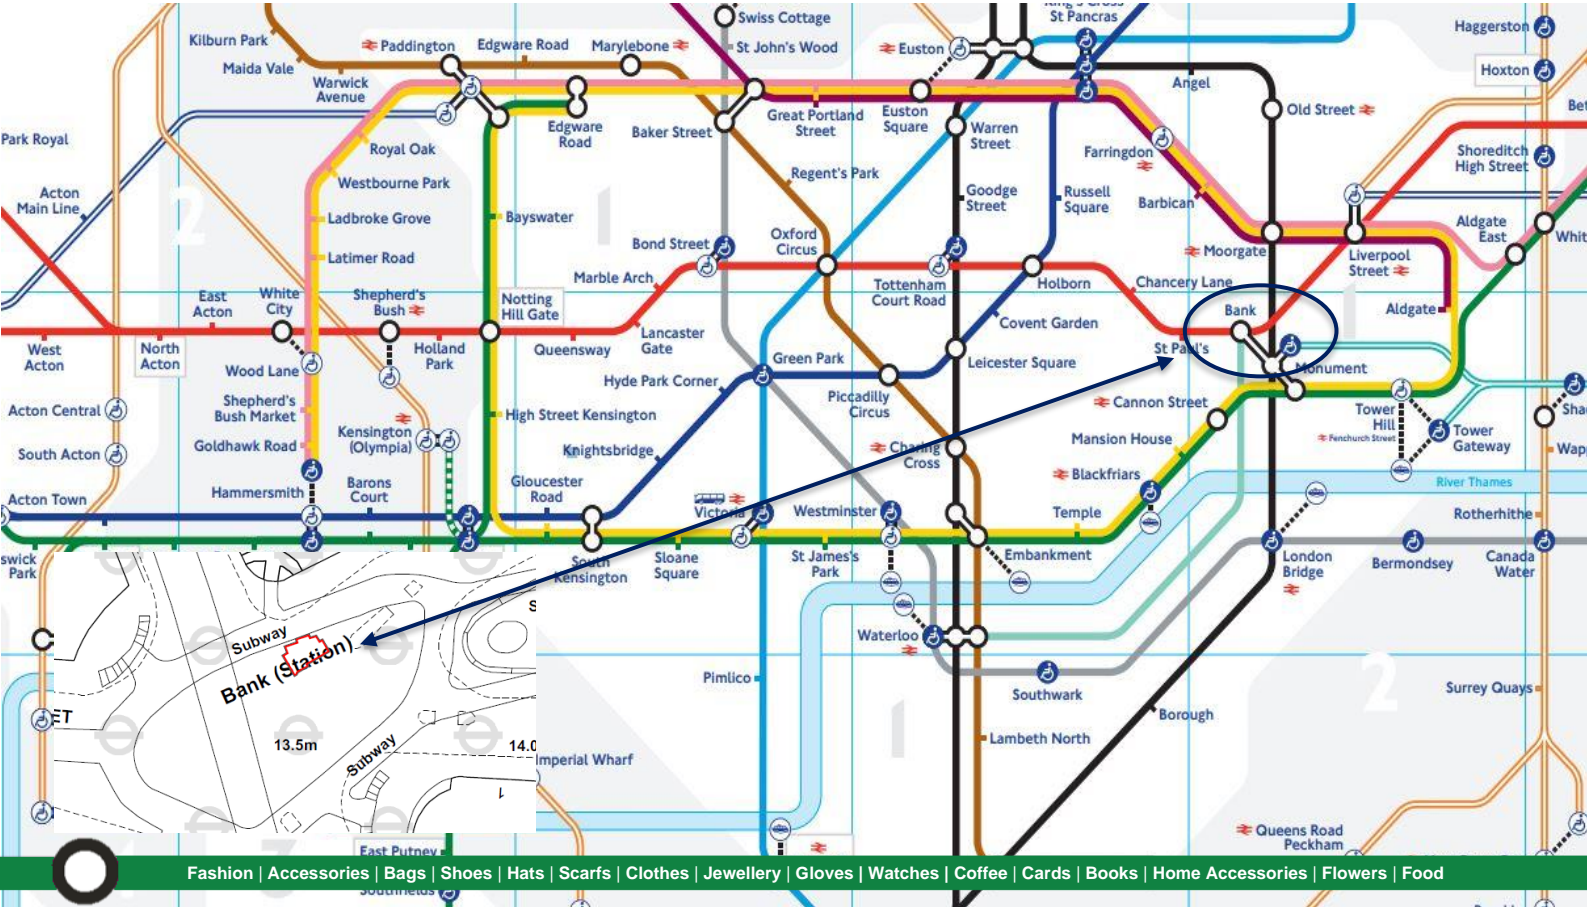 Swiss Cottage
St Pancras
Haggerston
Kilburn Park
Paddington
Edgware Road
Marylebone
St John's Wood
Euston
Maida Vale
Warwick
Avenue
Angel
Hoxton
Old Street
Park Royal
Edgware
Road
Baker Street
Great Portland
Street
Euston
Square
Warren
Street
Royal Oak
Farringdon
Shoreditch
High Street
Westbourne Park
Regent's Park
2
1
Acton
Main Line
Goodge
Street
Russell
Square
Barbican
Ladbroke Grove
Bayswater
Aldgate
East
Bond Street
Oxford
Circus
Moorgate
Liverpool
Street
Latimer Road
Marble Arch
Tottenham
Court Road
Holborn
Chancery Lane
East
Acton
White
City
Shepherd's
Bush
Notting
Hill Gate
Bank
1
Aldgate
Covent Garden
Lancaster
Gate
West
Acton
North
Acton
Holland
Park
Queensway
St Paul's
Wood Lane
Green Park
Leicester Square
Monument
Hyde Park Corner
Piccadilly
Circus
Acton Central
Shepherd's
Bush Market
High Street Kensington
Cannon Street
Tower
Hill
Fenchurch Street
Tower
Gateway
Goldhawk Road
Kensington
(Olympia)
Knightsbridge
Charing
Cross
Mansion House
South Acton
Blackfriars
River Thames
Acton Town
Hammersmith
Barons
Court
Gloucester
Road
Victoria
Westminster
Temple
Rotherhithe
South
Kensington
Sloane
Square
St James's
Park
Embankment
London
Bridge
Bermondsey
Canada
Water
Park
Subway
Bank (Station)
Waterloo
Pimlico
Southwark
2
Surrey Quays
1
Borough
13.5m
Subway
Lambeth North
Imperial Wharf
Queens Road
Peckham
East Putney
Fashion | Accessories | Bags | Shoes | Hats | Scarfs | Clothes | Jewellery | Gloves | Watches | Coffee | Cards | Books | Home Accessories | Flowers | Food
Southfields